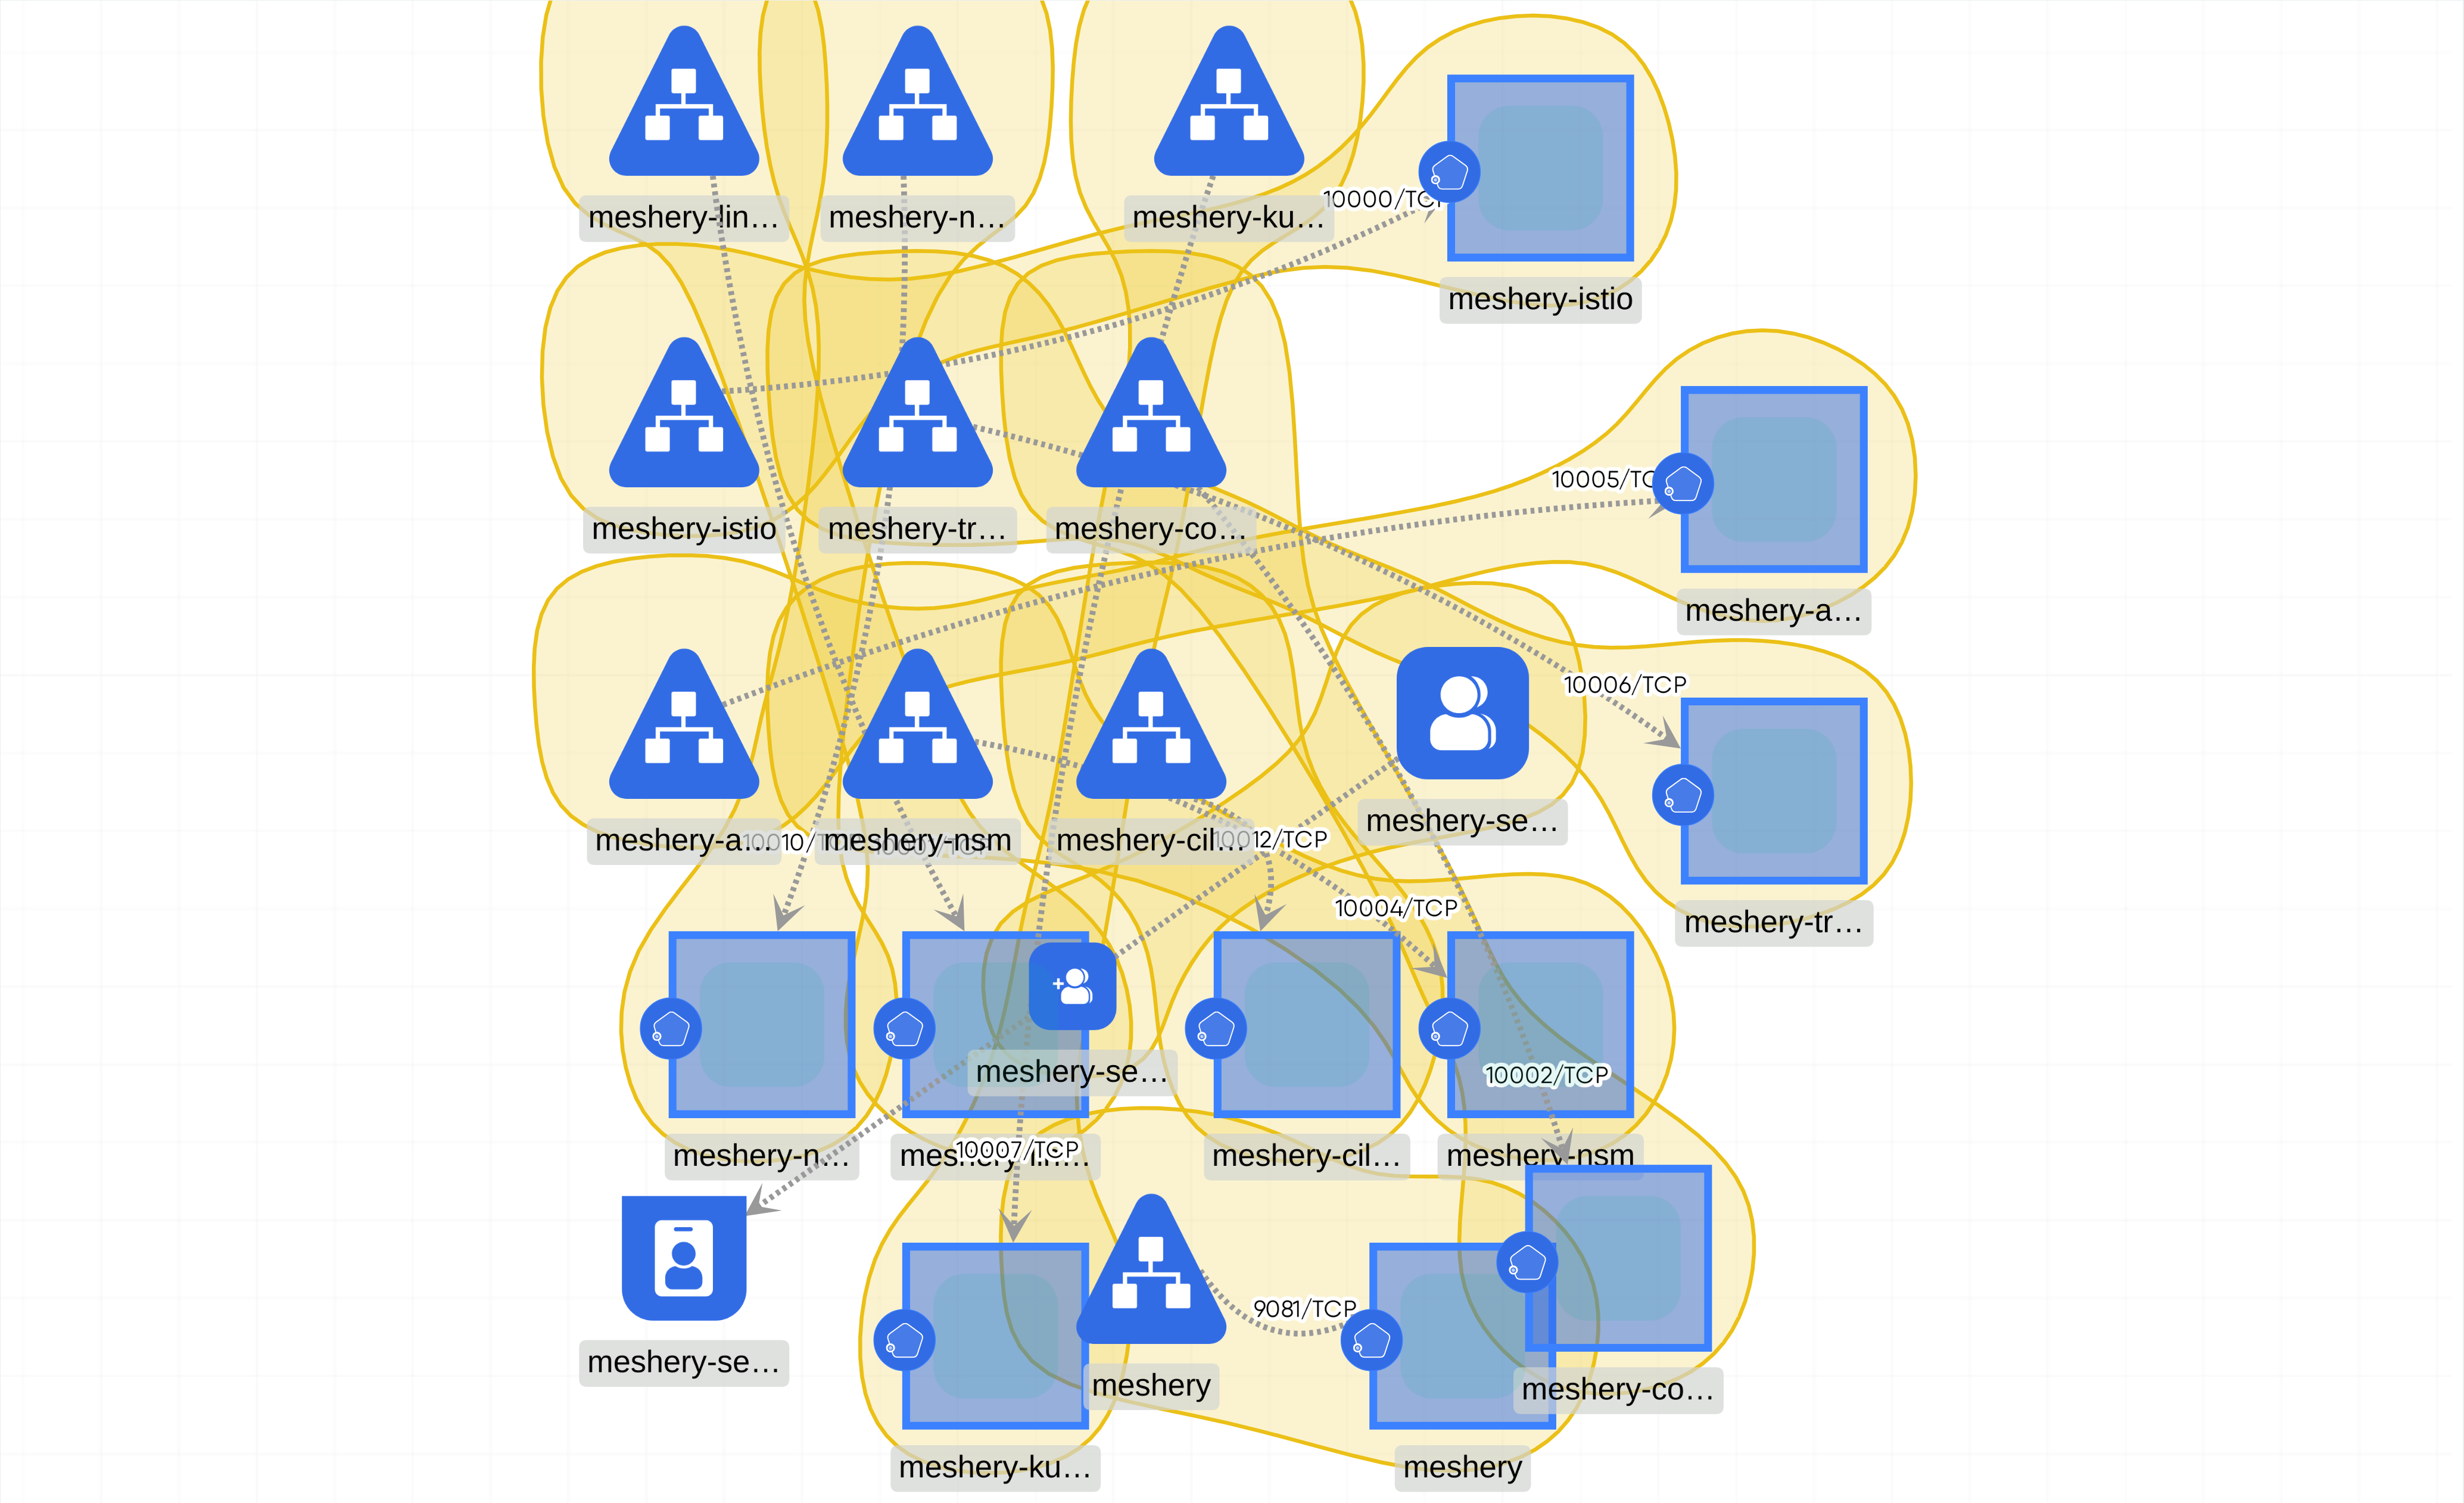 meshery-lin…
meshery-n…
meshery-ku…
10000/TCP
meshery-istio
meshery-istio
meshery-tr…
meshery-co…
10005/TC
meshery-a…
10006/TCP
meshery-a…
10010/TCP
meshery-nsm
meshery-cil…
10012/TCP
meshery-se…
10004/TCP
meshery-tr…
meshery-se…
10002/TCP
meshery-n…
10007/TCP
meshery-cil…
meshery-nsm
9081/TCP
meshery-se…
meshery
meshery-co…
meshery-ku…
meshery